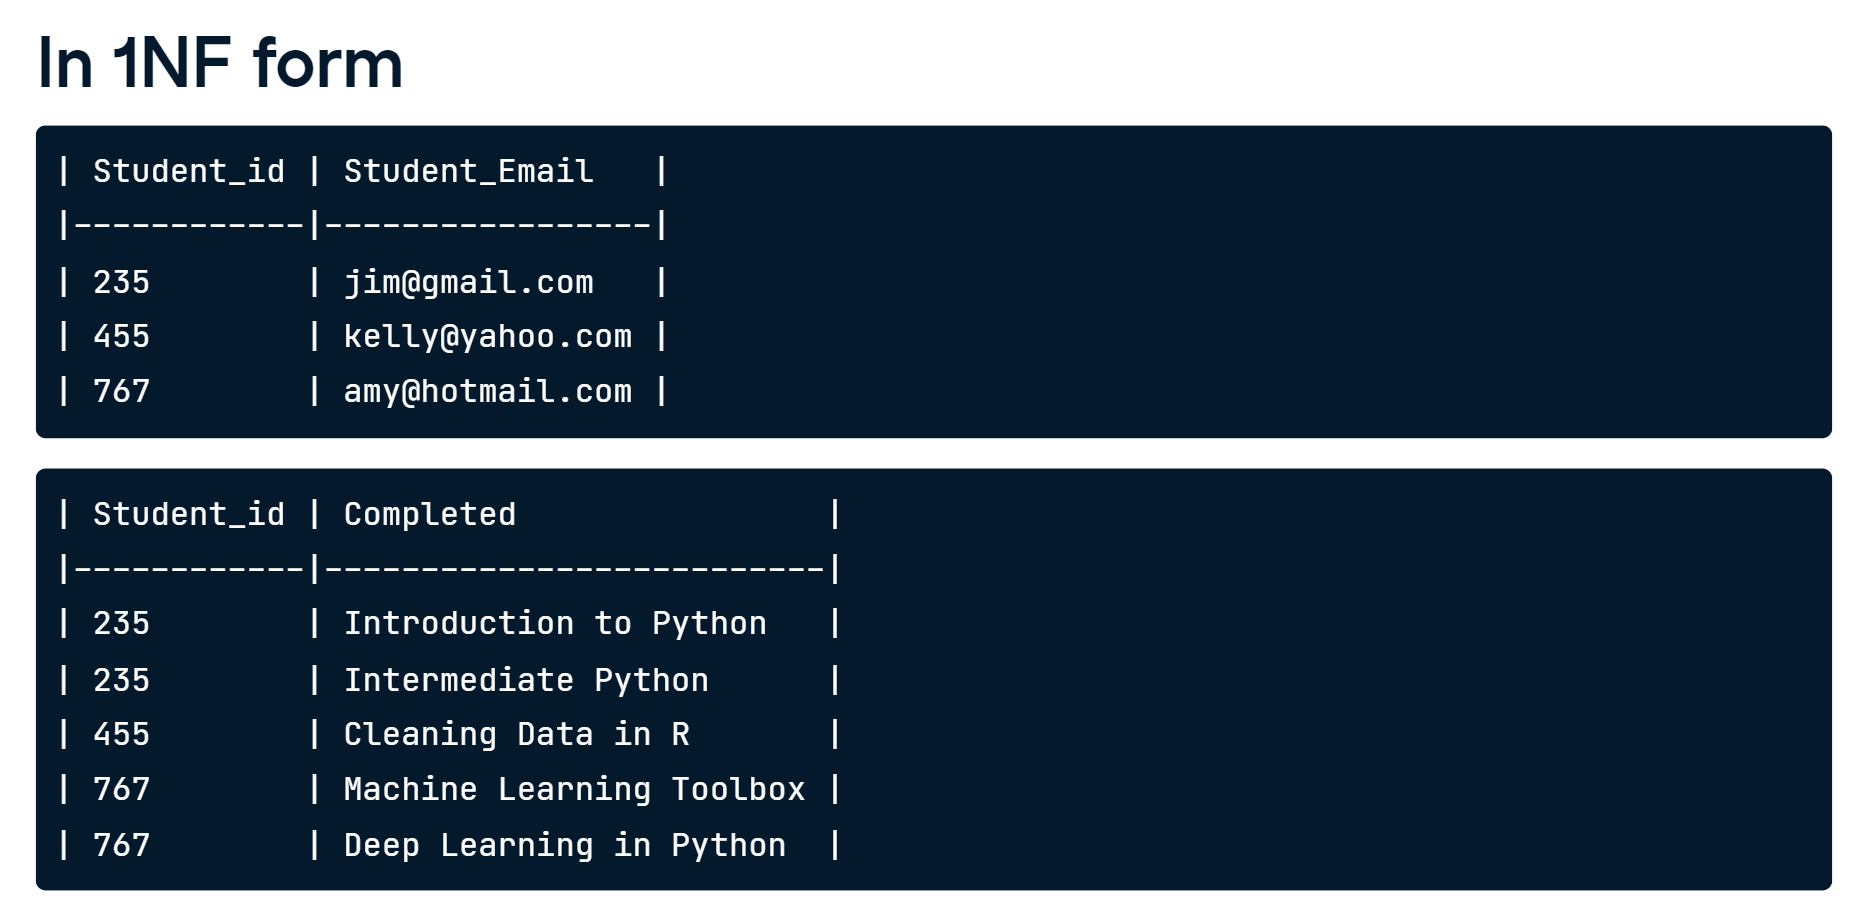 In 1NF form
| Student_id | Student_Email   |
|------------|-----------------|
| 235        | jim@gmail.com   |
| 455        | kelly@yahoo.com |
| 767        | amy@hotmail.com |
| Student_id | Completed                |
|------------|--------------------------|
| 235        | Introduction to Python   |
| 235        | Intermediate Python      |
| 455        | Cleaning Data in R       |
| 767        | Machine Learning Toolbox |
| 767        | Deep Learning in Python  |